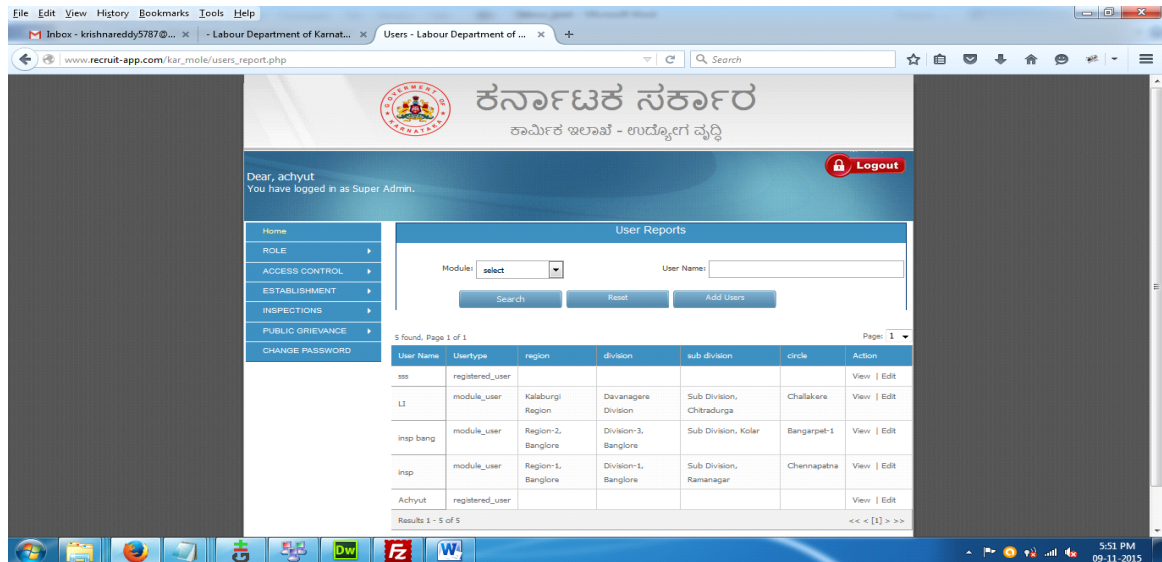 File Edit View History Bookmarks Tools Help
Inbox - krishnareddy5787@... × - Labour Department of Karnat... × Users - Labour Department of ... × +
www.recruit-app.com/kar_mole/users_report.php Search
GOVERNMENT OF KARNATAKA
ಕರ್ನಾಟಕ ಸರ್ಕಾರ
ಕಾರ್ಮಿಕ ಇಲಾಖೆ - ಉದ್ಯೋಗ ವೃದ್ಧಿ
Logout
Dear, achyut
You have logged in as Super Admin.
Home
ROLE
ACCESS CONTROL
ESTABLISHMENT
INSPECTIONS
PUBLIC GRIEVANCE
CHANGE PASSWORD
User Reports
Module: select User Name:
Search Reset Add Users
5 found, Page 1 of 1 Page: 1
User Name Usertype region division sub division circle Action
sss registered_user View | Edit
LI module_user Kalaburgi Region Davanagere Division Sub Division, Chitradurga Challakere View | Edit
insp bang module_user Region-2, Banglore Division-3, Banglore Sub Division, Kolar Bangarpet-1 View | Edit
insp module_user Region-1, Banglore Division-1, Banglore Sub Division, Ramanagar Chennapatna View | Edit
Achyut registered_user View | Edit
Results 1 - 5 of 5 << < [1] > >>
Dw Fz W
5:51 PM
09-11-2015